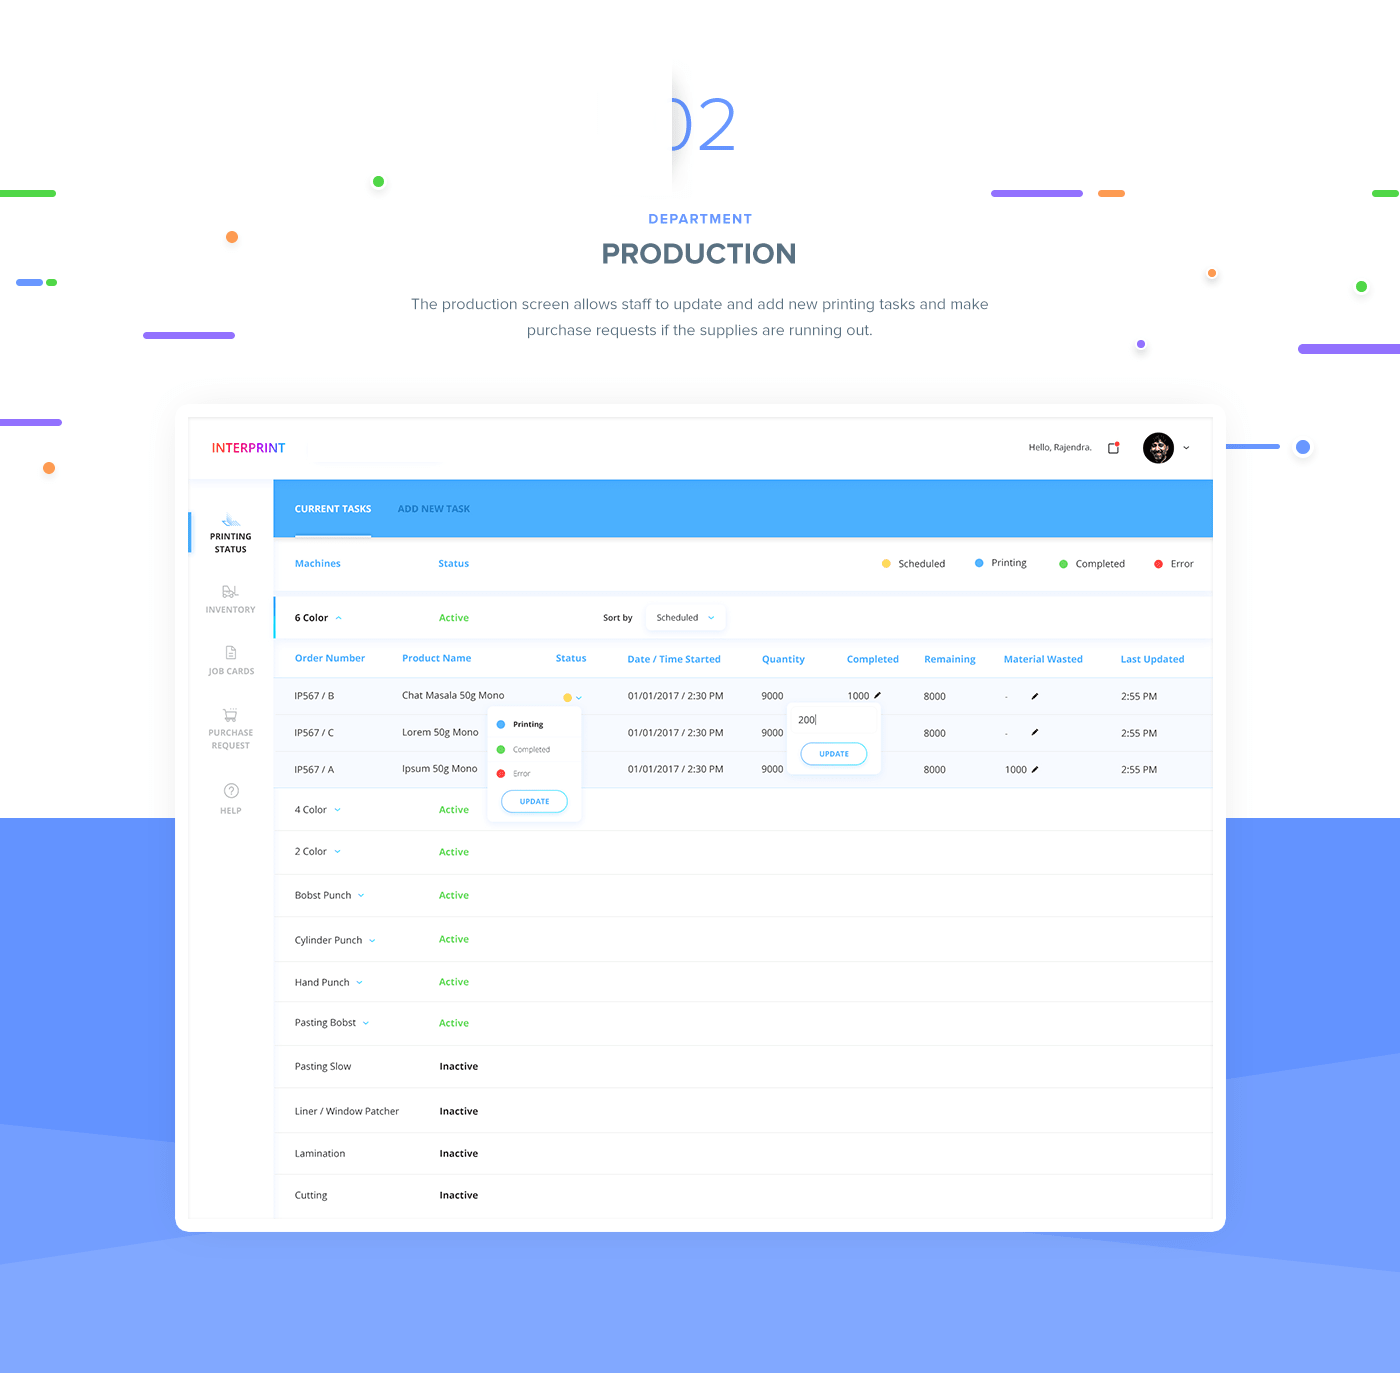 02
DEPARTMENT
PRODUCTION
The production screen allows staff to update and add new printing tasks and make
purchase requests if the supplies are running out.
INTERPRINT
Hello, Rajendra.
CURRENT TASKS ADD NEW TASK
PRINTING
STATUS
INVENTORY
JOB CARDS
PURCHASE
REQUEST
HELP
Machines Status Scheduled Printing Completed Error
6 Color Active Sort by Scheduled
Order Number Product Name Status Date / Time Started Quantity Completed Remaining Material Wasted Last Updated
IP567 / B Chat Masala 50g Mono 01/01/2017 / 2:30 PM 9000 1000 8000 - 2:55 PM
IP567 / C Lorem 50g Mono 01/01/2017 / 2:30 PM 9000 8000 - 2:55 PM
IP567 / A Ipsum 50g Mono 01/01/2017 / 2:30 PM 9000 8000 1000 2:55 PM
Printing
Completed
Error
UPDATE
200
UPDATE
4 Color Active
2 Color Active
Bobst Punch Active
Cylinder Punch Active
Hand Punch Active
Pasting Bobst Active
Pasting Slow Inactive
Liner / Window Patcher Inactive
Lamination Inactive
Cutting Inactive